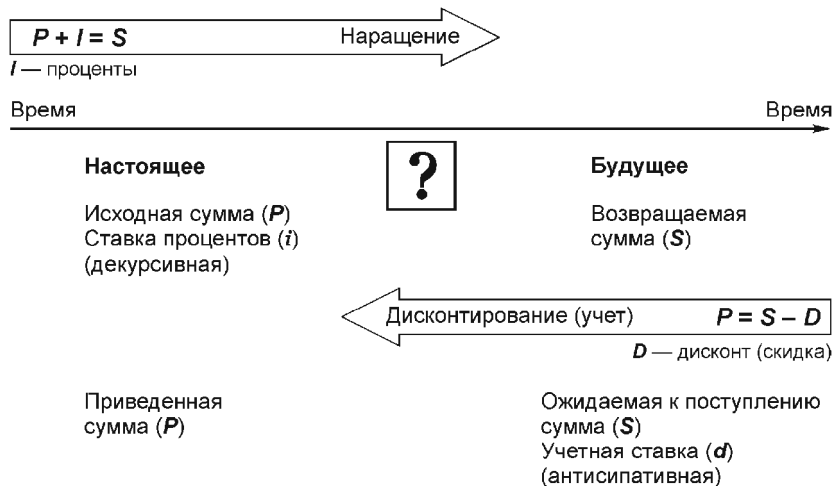 P + I = S Наращение
I — проценты
Время Время
Настоящее ? Будущее
Исходная сумма (P) Возвращаемая
Ставка процентов (i) сумма (S)
(декурсивная)
Дисконтирование (учет) P = S – D
D — дисконт (скидка)
Приведенная Ожидаемая к поступлению
сумма (P) сумма (S)
Учетная ставка (d)
(антисипативная)